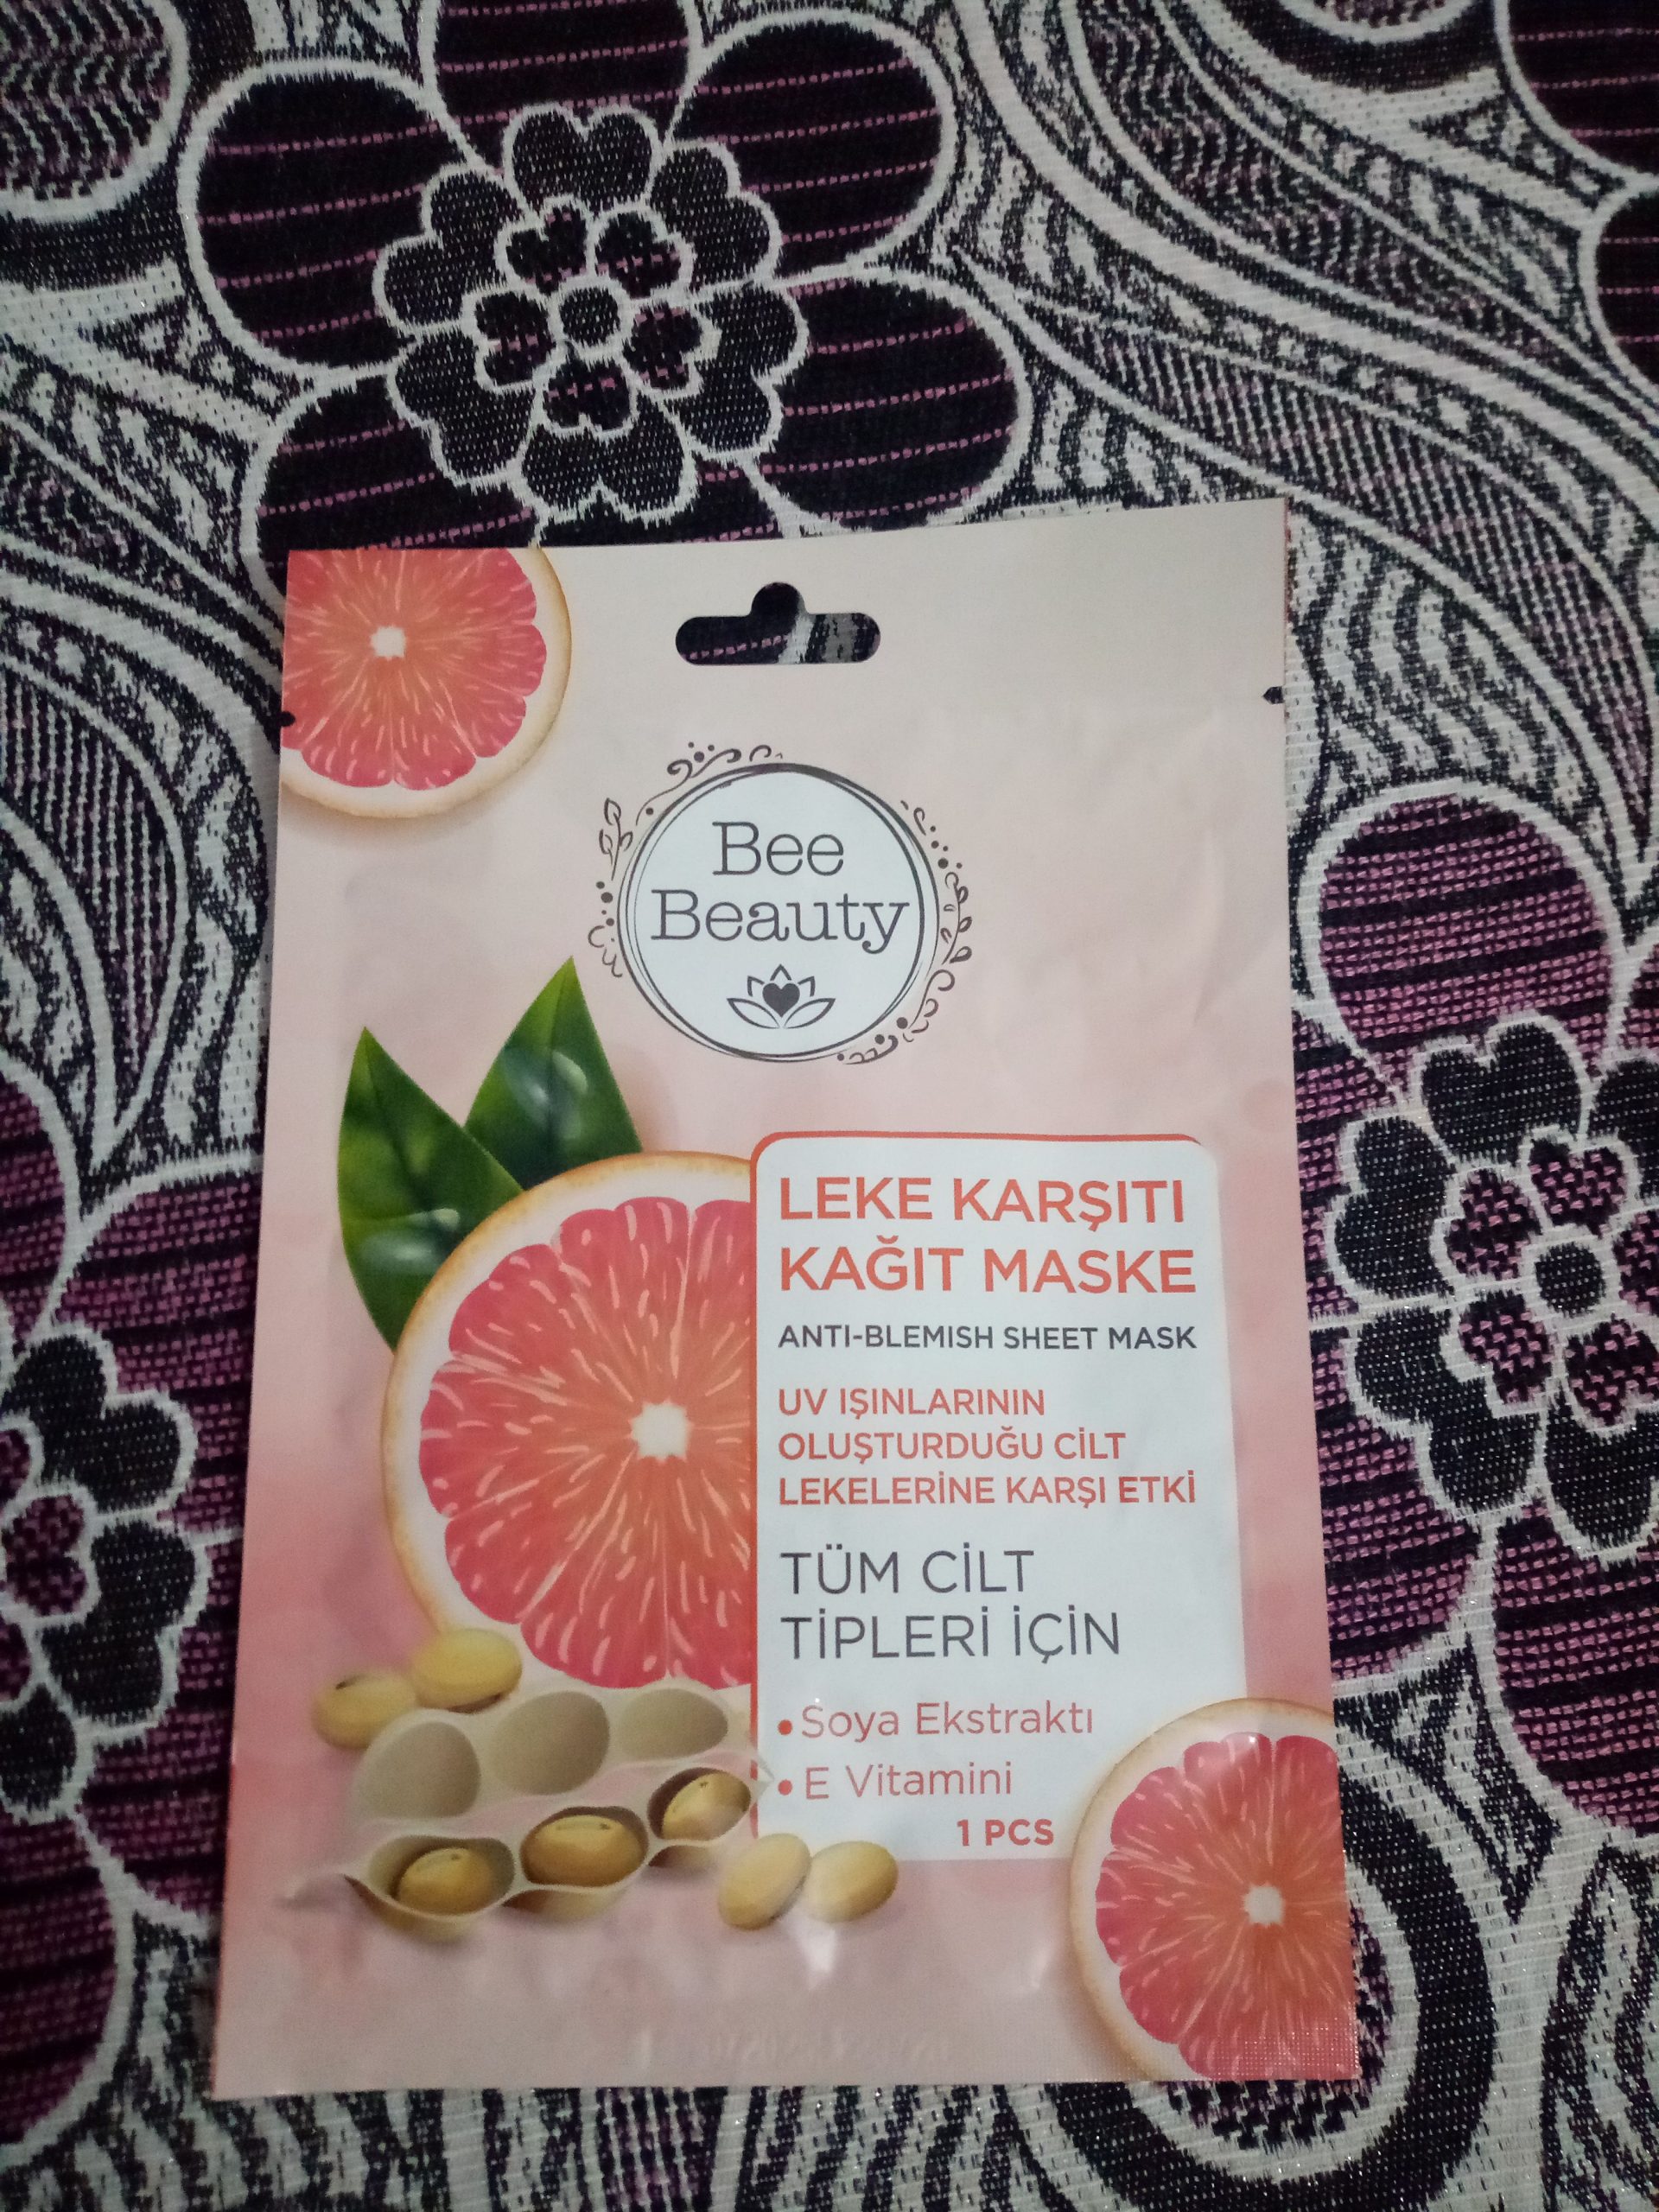 Bee
Beauty
LEKE KARŞITI
KAĞIT MASKE
ANTI-BLEMISH SHEET MASK
UV IŞINLARININ
OLUŞTURDUĞU CİLT
LEKELERİNE KARŞI ETKİ
TÜM CİLT
TİPLERİ İÇİN
• Soya Ekstraktı
• E Vitamini
1 PCS